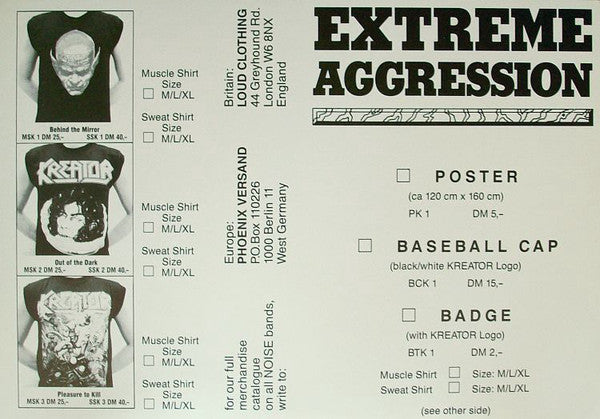 Behind the Mirror
MSK 1 DM 25,- SSK 1 DM 40,-
Muscle Shirt
Size
M/L/XL
Sweat Shirt
Size
M/L/XL
KREATOR
Out of the Dark
MSK 2 DM 25,- SSK 2 DM 40,-
Muscle Shirt
Size
M/L/XL
Sweat Shirt
Size
M/L/XL
KREATOR
Pleasure to Kill
MSK 3 DM 25,- SSK 3 DM 40,-
Muscle Shirt
Size
M/L/XL
Sweat Shirt
Size
M/L/XL
for our full
merchandise
catalogue
on all NOISE bands,
write to:
Europe:
PHOENIX VERSAND
P.O.Box 110226
1000 Berlin 11
West Germany
Britain:
LOUD CLOTHING
44 Greyhound Rd.
London W6 8NX
England
EXTREME
AGGRESSION
POSTER
(ca 120 cm x 160 cm)
PK 1 DM 5,-
BASEBALL CAP
(black/white KREATOR Logo)
BCK 1 DM 15,-
BADGE
(with KREATOR Logo)
BTK 1 DM 2,-
Muscle Shirt Size: M/L/XL
Sweat Shirt Size: M/L/XL
(see other side)